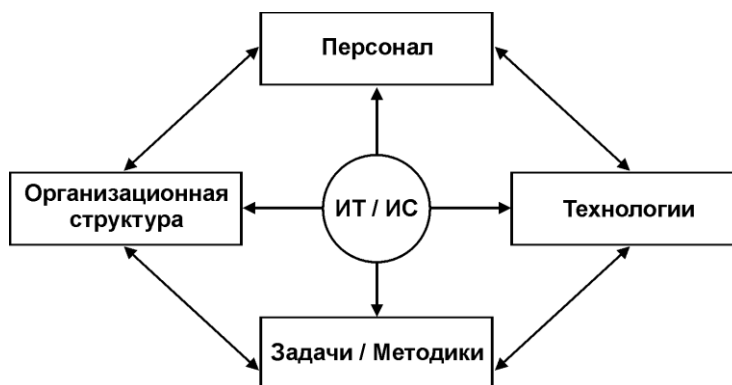 Персонал
Организационная
структура
ИТ / ИС
Технологии
Задачи / Методики